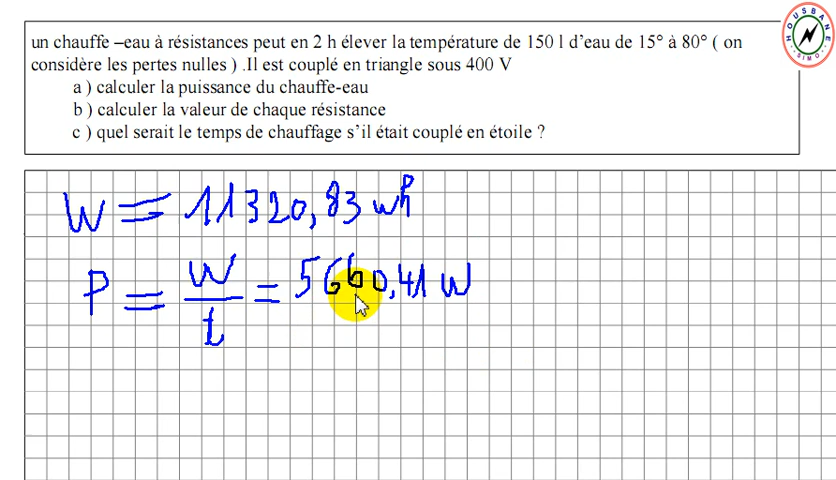 HOUSBANE
SIMO
un chauffe –eau à résistances peut en 2 h élever la température de 150 l d'eau de 15° à 80° ( on
considère les pertes nulles ) .Il est couplé en triangle sous 400 V
a ) calculer la puissance du chauffe-eau
b ) calculer la valeur de chaque résistance
c ) quel serait le temps de chauffage s'il était couplé en étoile ?
W = 11320,83 wh
P = W/t = 5660,41 W